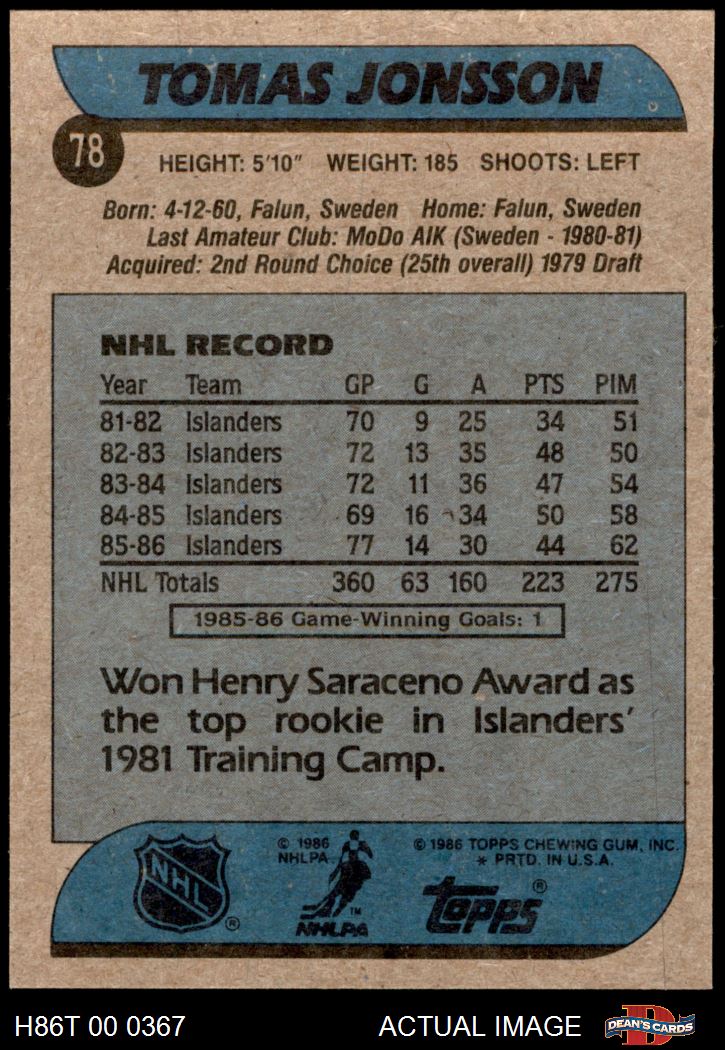 TOMAS JONSSON
78
HEIGHT: 5'10" WEIGHT: 185 SHOOTS: LEFT
Born: 4-12-60, Falun, Sweden Home: Falun, Sweden
Last Amateur Club: MoDo AIK (Sweden - 1980-81)
Acquired: 2nd Round Choice (25th overall) 1979 Draft
NHL RECORD
Year Team GP G A PTS PIM
81-82 Islanders 70 9 25 34 51
82-83 Islanders 72 13 35 48 50
83-84 Islanders 72 11 36 47 54
84-85 Islanders 69 16 34 50 58
85-86 Islanders 77 14 30 44 62
NHL Totals 360 63 160 223 275
1985-86 Game-Winning Goals: 1
Won Henry Saraceno Award as
the top rookie in Islanders'
1981 Training Camp.
NHL ®
© 1986
NHLPA
TM
NHLPA
© 1986 TOPPS CHEWING GUM, INC.
* PRTD. IN U.S.A.
topps ®
H86T 00 0367 ACTUAL IMAGE
D
DEAN'S CARDS